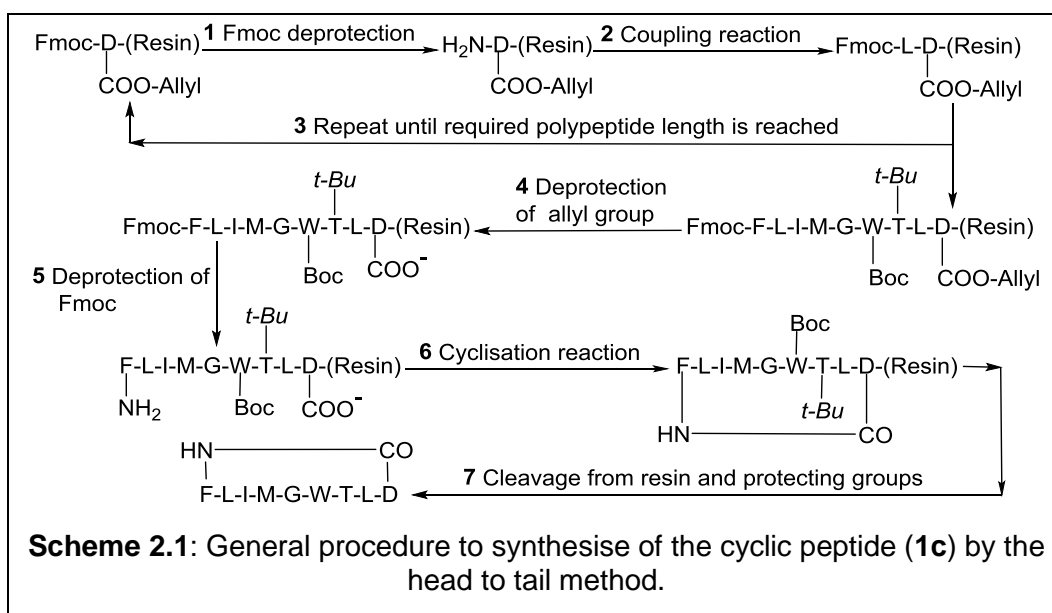 Fmoc-D-(Resin) 1 Fmoc deprotection H₂N-D-(Resin) 2 Coupling reaction Fmoc-L-D-(Resin)
COO-Allyl COO-Allyl COO-Allyl
3 Repeat until required polypeptide length is reached
t-Bu t-Bu
4 Deprotection
of allyl group
Fmoc-F-L-I-M-G-W-T-L-D-(Resin) Fmoc-F-L-I-M-G-W-T-L-D-(Resin)
Boc COO⁻ Boc COO-Allyl
5 Deprotection of
Fmoc
t-Bu Boc
F-L-I-M-G-W-T-L-D-(Resin) 6 Cyclisation reaction F-L-I-M-G-W-T-L-D-(Resin)
NH₂ Boc COO⁻ t-Bu
HN CO
HN CO
F-L-I-M-G-W-T-L-D 7 Cleavage from resin and protecting groups
Scheme 2.1: General procedure to synthesise of the cyclic peptide (1c) by the
head to tail method.